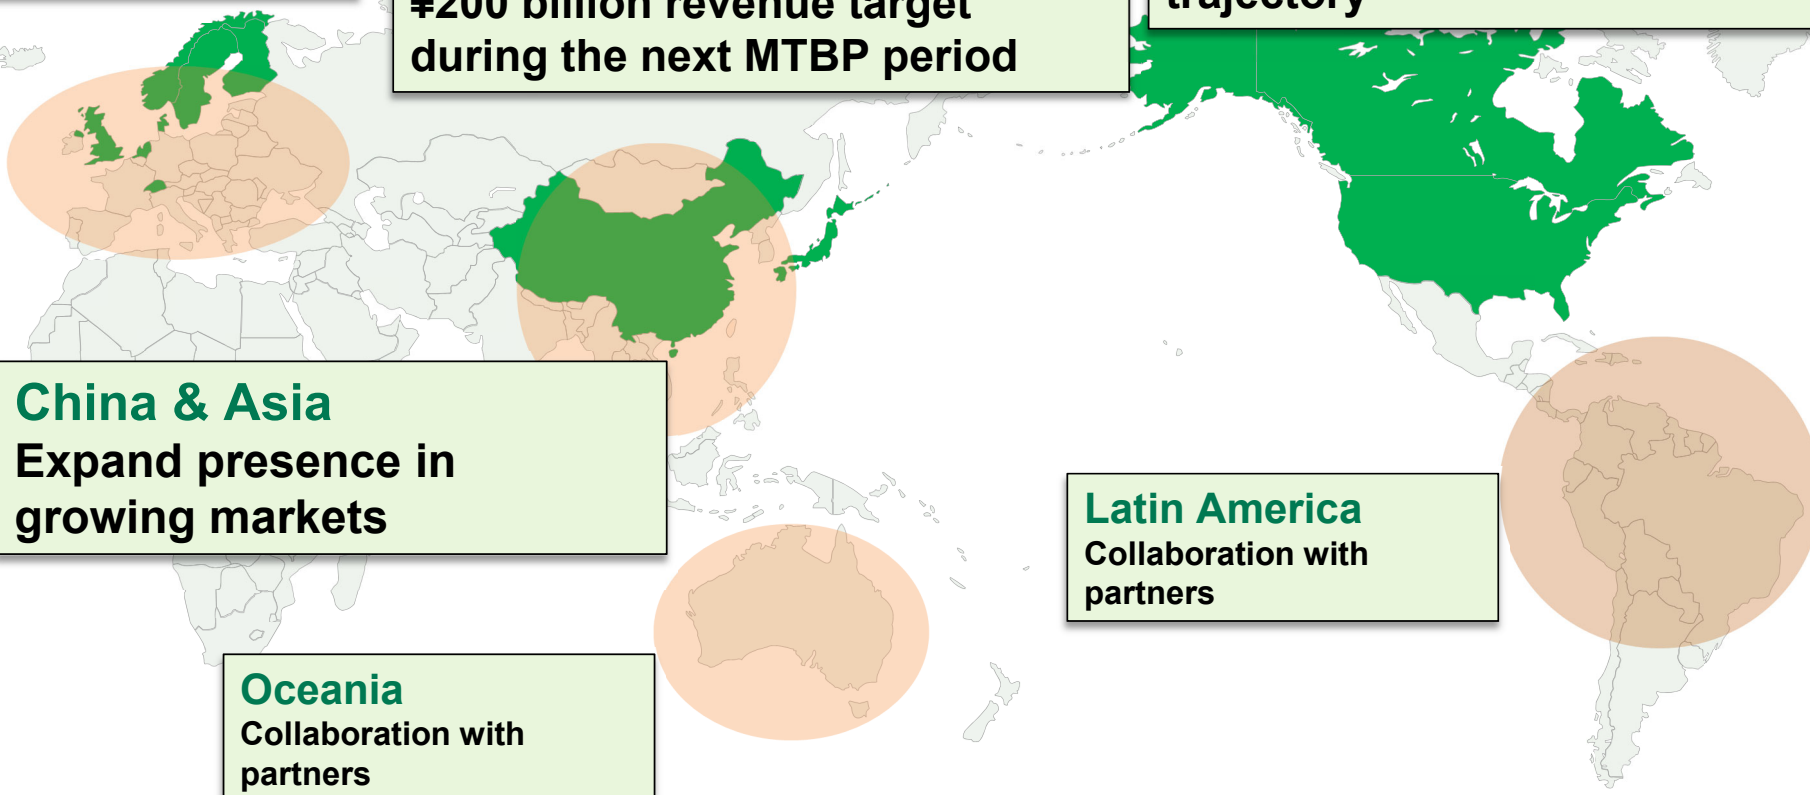 ¥200 billion revenue target
during the next MTBP period
trajectory
China & Asia
Expand presence in
growing markets
Latin America
Collaboration with
partners
Oceania
Collaboration with
partners